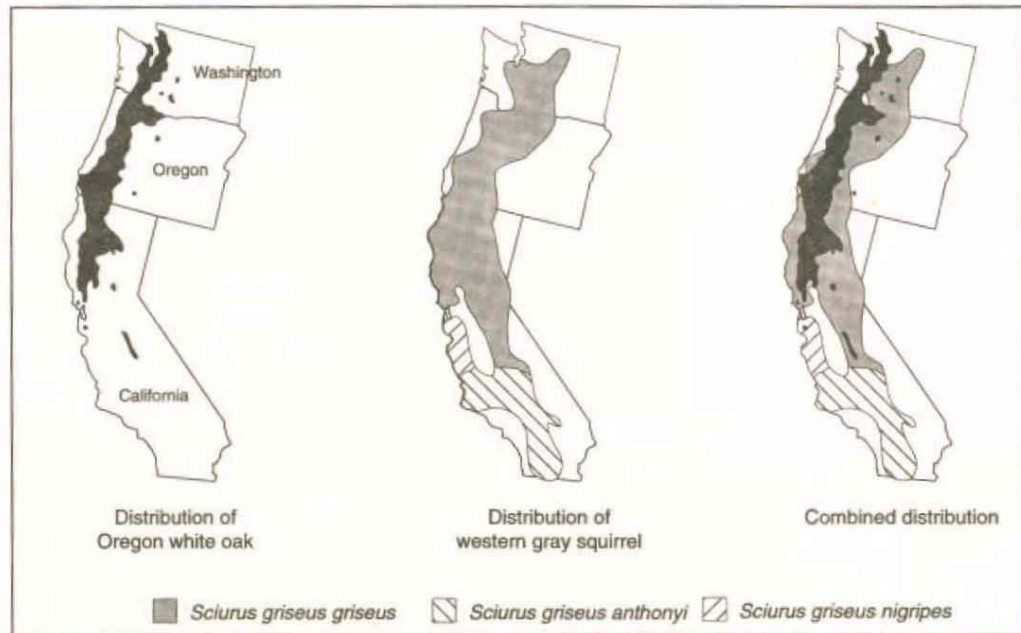 Washington
Oregon
California
Distribution of
Oregon white oak
Distribution of
western gray squirrel
Combined distribution
Sciurus griseus griseus
Sciurus griseus anthonyi
Sciurus griseus nigripes